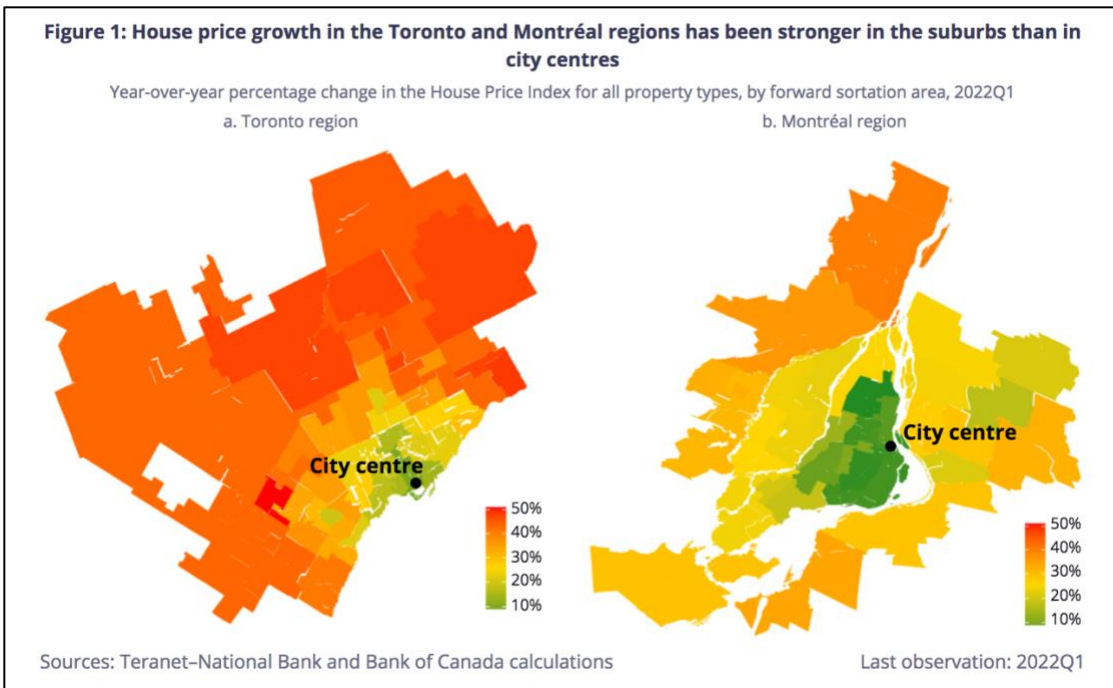 Figure 1: House price growth in the Toronto and Montréal regions has been stronger in the suburbs than in
city centres
Year-over-year percentage change in the House Price Index for all property types, by forward sortation area, 2022Q1
a. Toronto region
b. Montréal region
City centre
50%
40%
30%
20%
10%
City centre
50%
40%
30%
20%
10%
Sources: Teranet–National Bank and Bank of Canada calculations
Last observation: 2022Q1